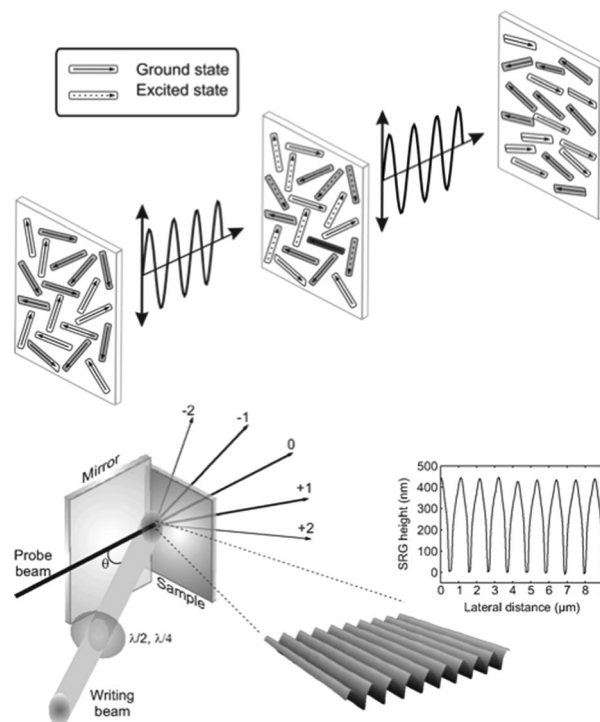 Ground state
Excited state
-2
-1
0
+1
+2
Mirror
Probe
beam
θ
Sample
λ/2, λ/4
Writing
beam
SRG height (nm)
500
400
300
200
100
0
0 1 2 3 4 5 6 7 8
Lateral distance (µm)